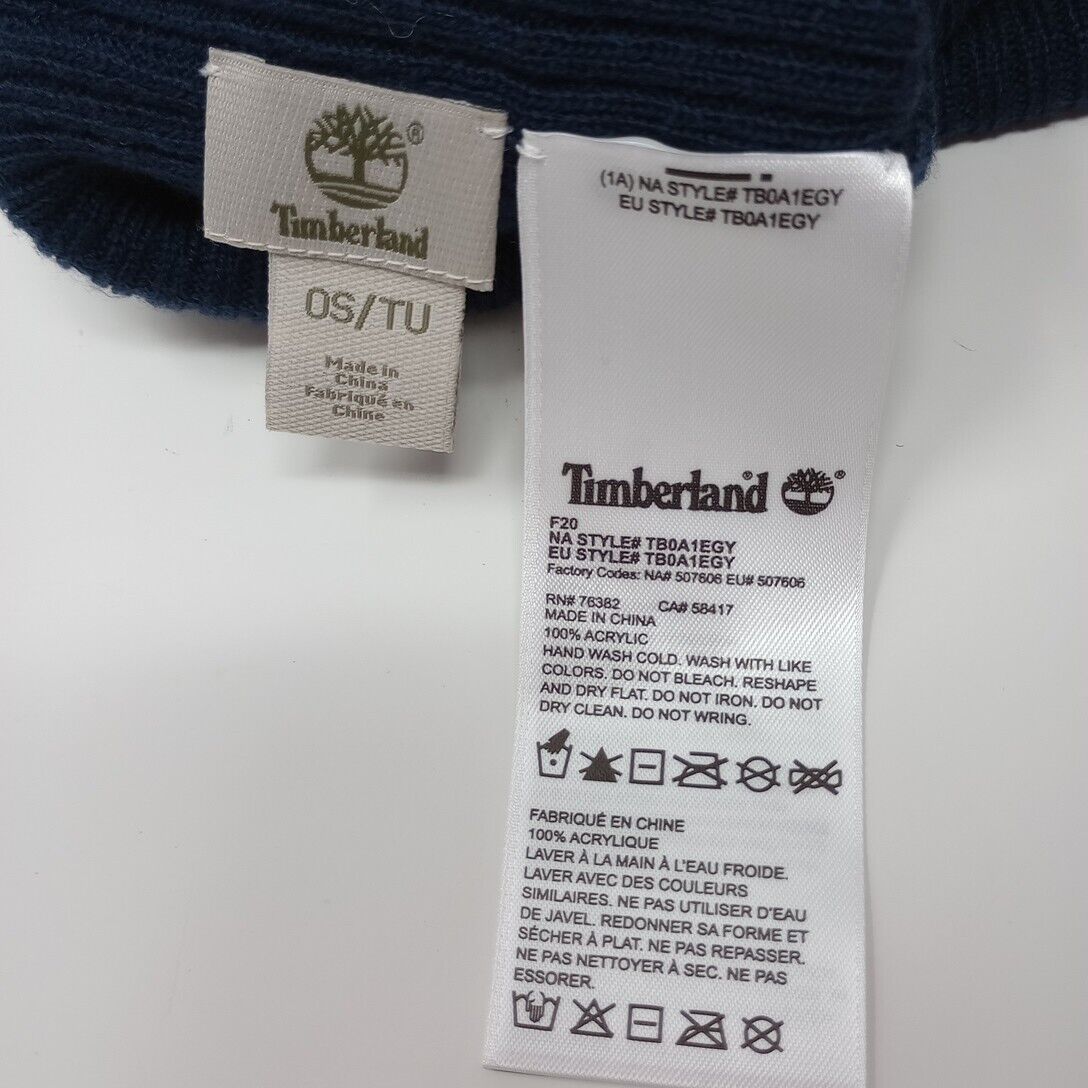 Timberland
®
OS/TU
Made in
China
Fabriqué en
Chine
(1A) NA STYLE# TB0A1EGY
EU STYLE# TB0A1EGY
Timberland® ®
F20
NA STYLE# TB0A1EGY
EU STYLE# TB0A1EGY
Factory Codes: NA# 507606 EU# 507606
RN# 76382 CA# 58417
MADE IN CHINA
100% ACRYLIC
HAND WASH COLD. WASH WITH LIKE
COLORS. DO NOT BLEACH. RESHAPE
AND DRY FLAT. DO NOT IRON. DO NOT
DRY CLEAN. DO NOT WRING.
FABRIQUÉ EN CHINE
100% ACRYLIQUE
LAVER À LA MAIN À L'EAU FROIDE.
LAVER AVEC DES COULEURS
SIMILAIRES. NE PAS UTILISER D'EAU
DE JAVEL. REDONNER SA FORME ET
SÉCHER À PLAT. NE PAS REPASSER.
NE PAS NETTOYER À SEC. NE PAS
ESSORER.